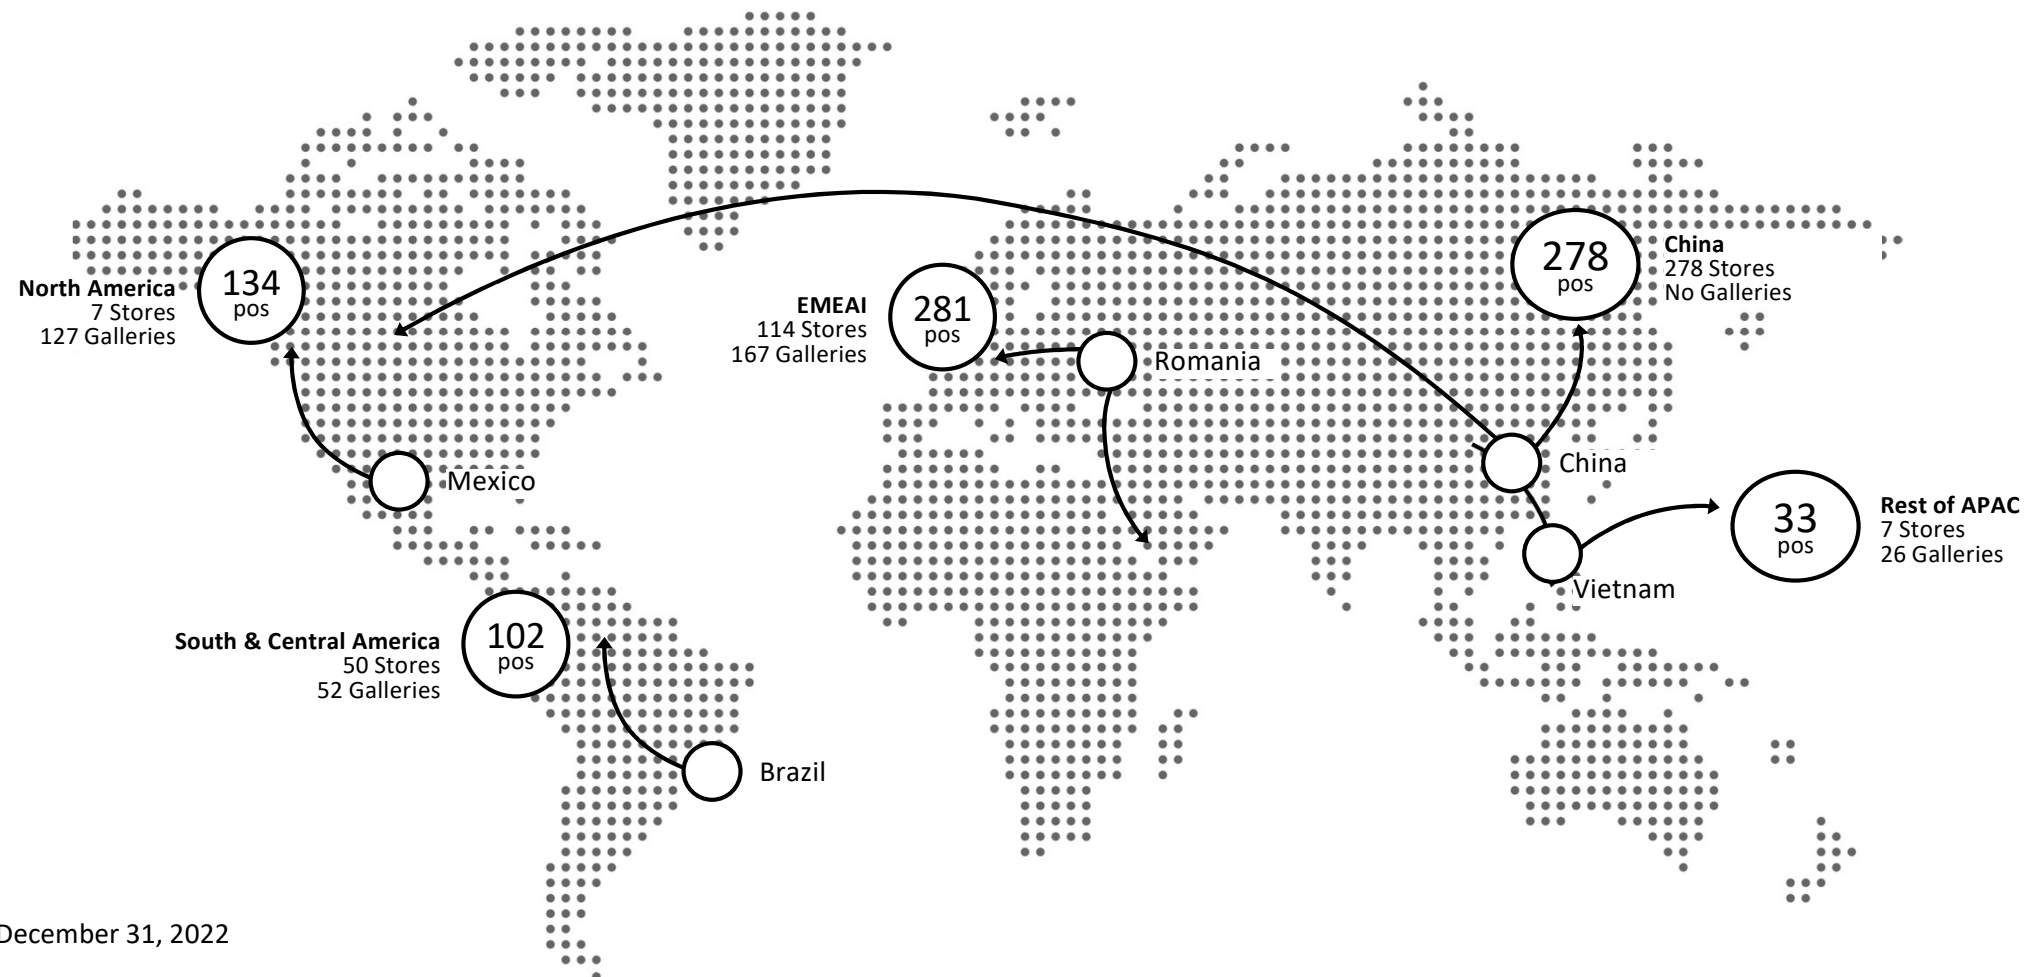 278
pos
China
278 Stores
No Galleries
134
pos
North America
7 Stores
127 Galleries
EMEAI
114 Stores
167 Galleries
281
pos
Romania
Mexico
China
33
pos
Rest of APAC
7 Stores
26 Galleries
Vietnam
South & Central America
50 Stores
52 Galleries
102
pos
Brazil
December 31, 2022